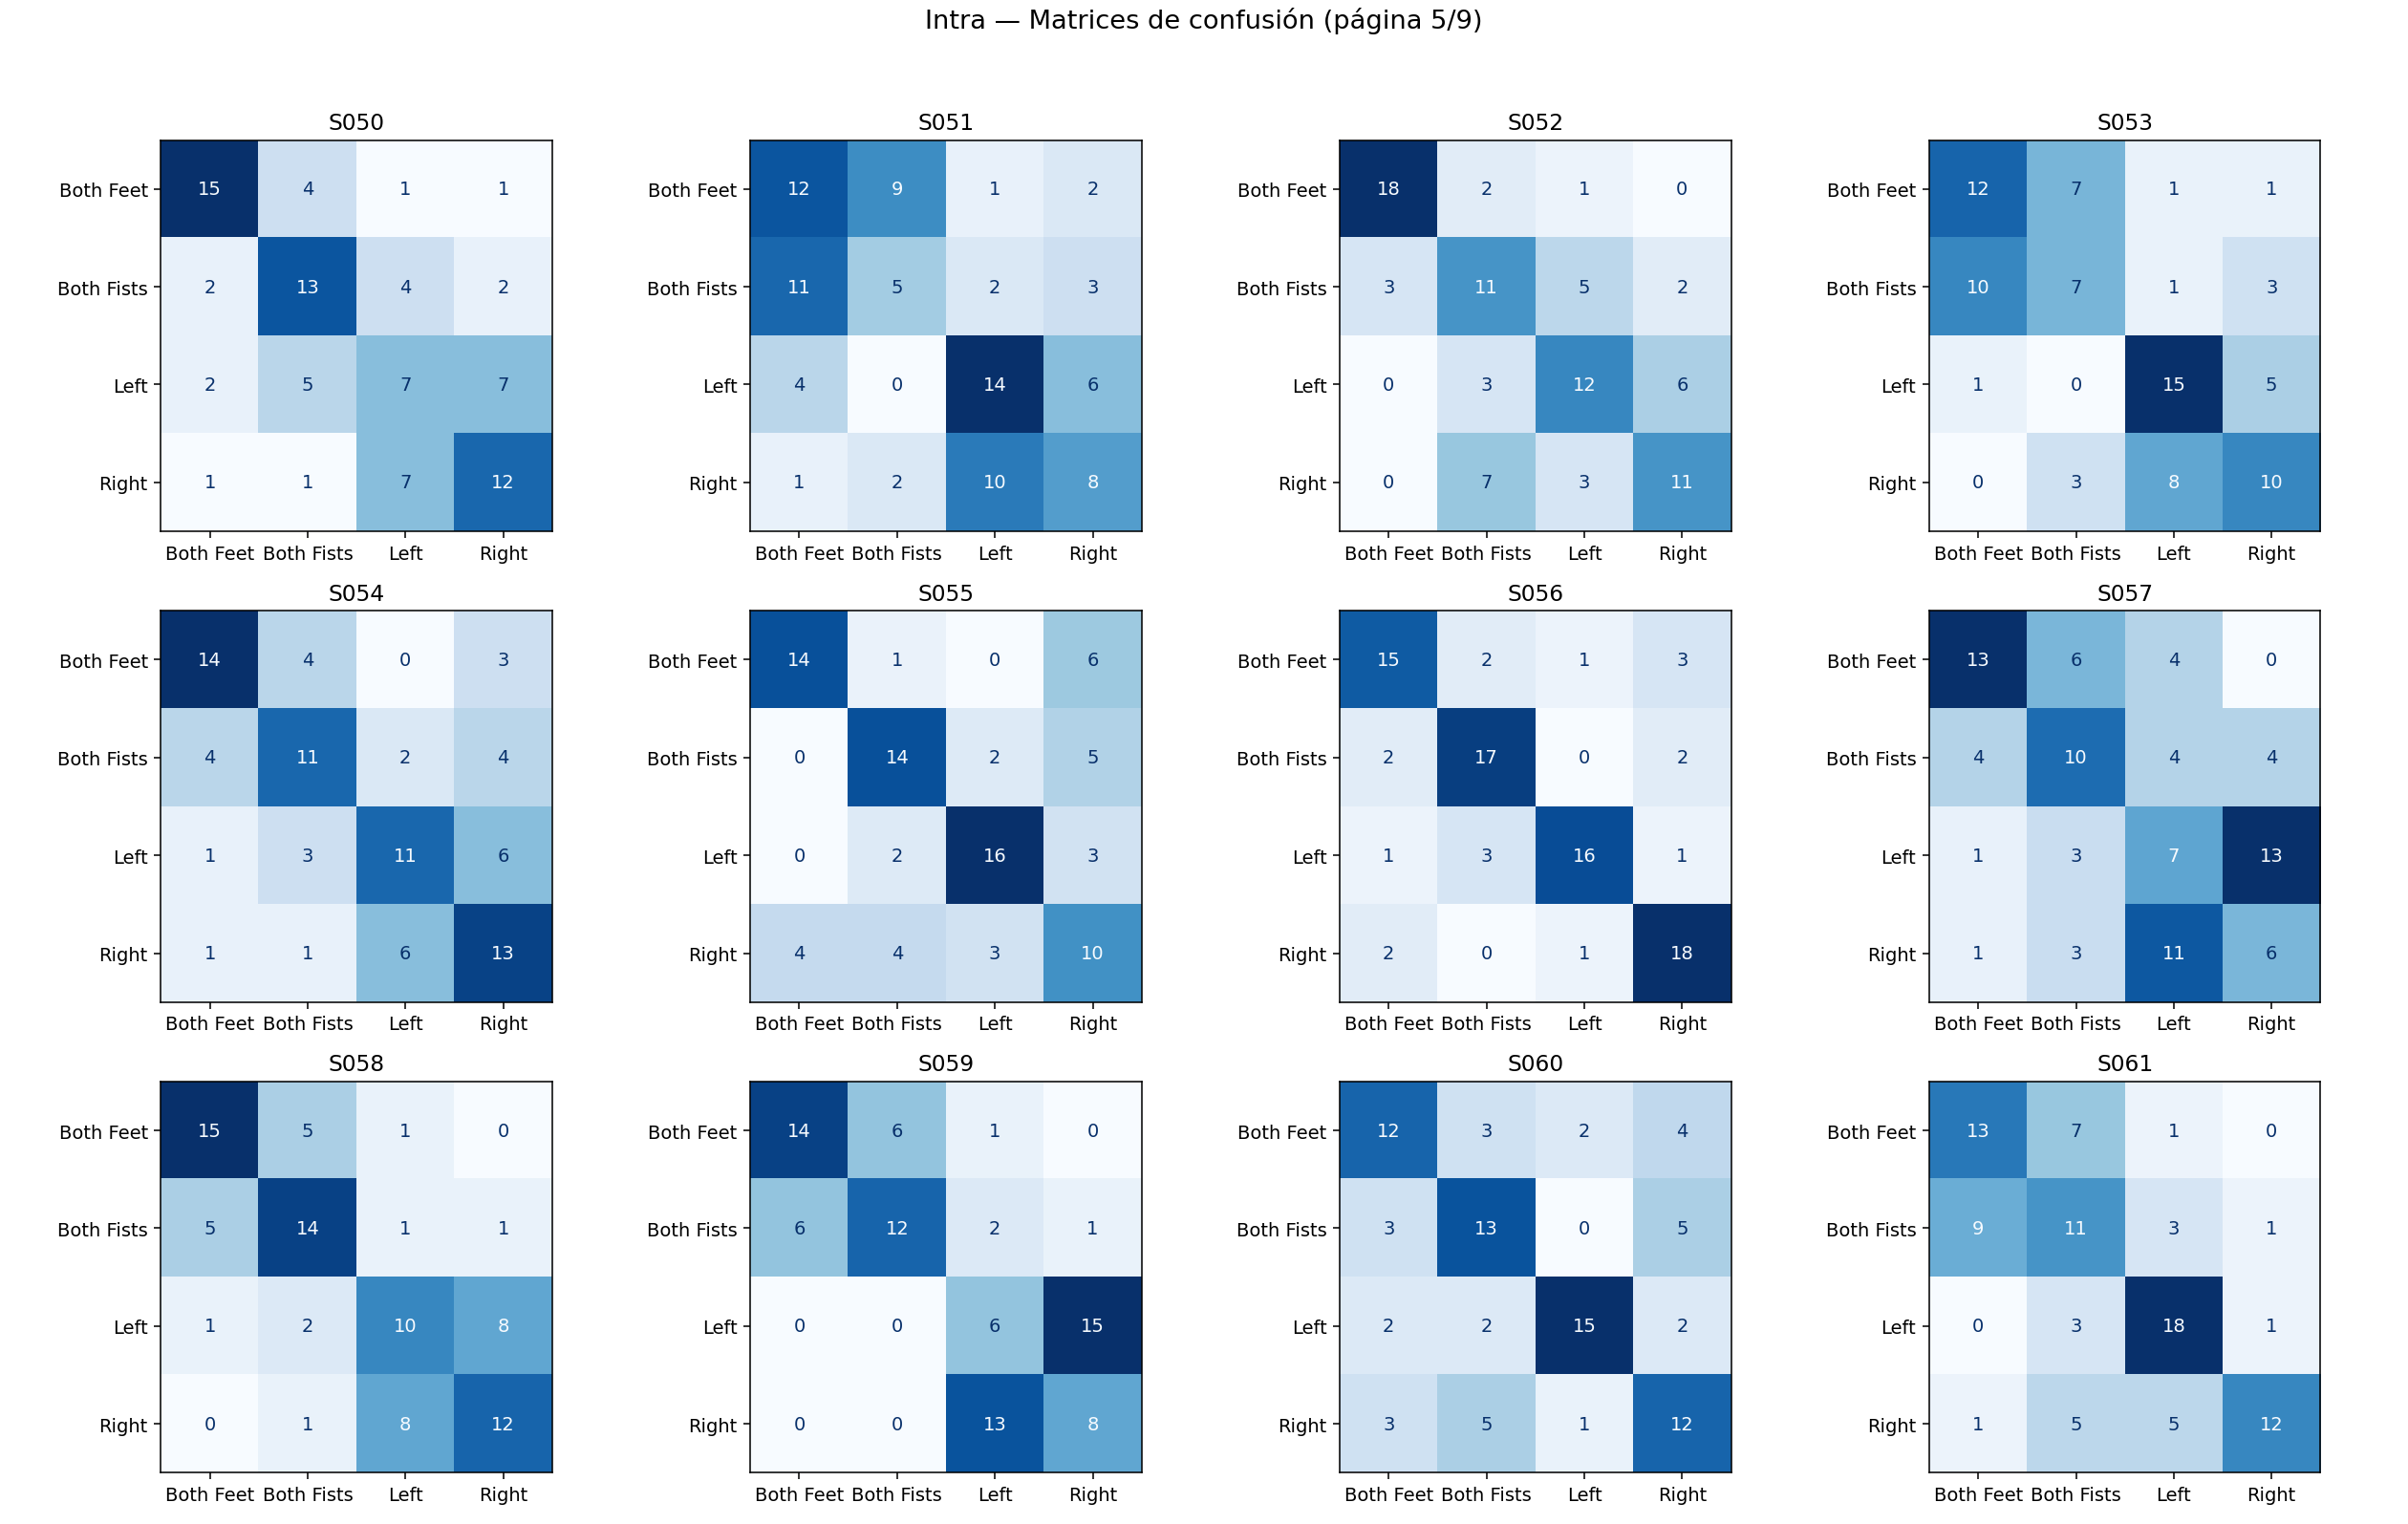 Intra — Matrices de confusión (página 5/9)
S050 S051 S052 S053
Both Feet 15 4 1 1 Both Feet 12 9 1 2 Both Feet 18 2 1 0 Both Feet 12 7 1 1
Both Fists 2 13 4 2 Both Fists 11 5 2 3 Both Fists 3 11 5 2 Both Fists 10 7 1 3
Left 2 5 7 7 Left 4 0 14 6 Left 0 3 12 6 Left 1 0 15 5
Right 1 1 7 12 Right 1 2 10 8 Right 0 7 3 11 Right 0 3 8 10
Both Feet Both Fists Left Right Both Feet Both Fists Left Right Both Feet Both Fists Left Right Both Feet Both Fists Left Right
S054 S055 S056 S057
Both Feet 14 4 0 3 Both Feet 14 1 0 6 Both Feet 15 2 1 3 Both Feet 13 6 4 0
Both Fists 4 11 2 4 Both Fists 0 14 2 5 Both Fists 2 17 0 2 Both Fists 4 10 4 4
Left 1 3 11 6 Left 0 2 16 3 Left 1 3 16 1 Left 1 3 7 13
Right 1 1 6 13 Right 4 4 3 10 Right 2 0 1 18 Right 1 3 11 6
Both Feet Both Fists Left Right Both Feet Both Fists Left Right Both Feet Both Fists Left Right Both Feet Both Fists Left Right
S058 S059 S060 S061
Both Feet 15 5 1 0 Both Feet 14 6 1 0 Both Feet 12 3 2 4 Both Feet 13 7 1 0
Both Fists 5 14 1 1 Both Fists 6 12 2 1 Both Fists 3 13 0 5 Both Fists 9 11 3 1
Left 1 2 10 8 Left 0 0 6 15 Left 2 2 15 2 Left 0 3 18 1
Right 0 1 8 12 Right 0 0 13 8 Right 3 5 1 12 Right 1 5 5 12
Both Feet Both Fists Left Right Both Feet Both Fists Left Right Both Feet Both Fists Left Right Both Feet Both Fists Left Right